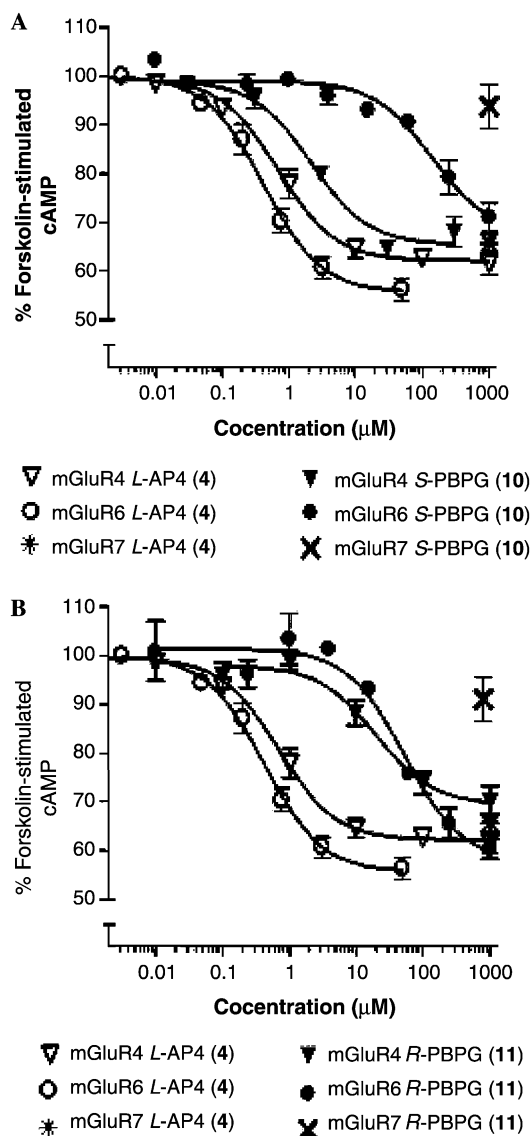 A
110
100
90
80
70
60
50
% Forskolin-stimulated
cAMP
0.01 0.1 1 10 100 1000
Cocentration (μM)
mGluR4 L-AP4 (4)
mGluR6 L-AP4 (4)
mGluR7 L-AP4 (4)
mGluR4 S-PBPG (10)
mGluR6 S-PBPG (10)
mGluR7 S-PBPG (10)
B
110
100
90
80
70
60
50
% Forskolin-stimulated
cAMP
0.01 0.1 1 10 100 1000
Cocentration (μM)
mGluR4 L-AP4 (4)
mGluR6 L-AP4 (4)
mGluR7 L-AP4 (4)
mGluR4 R-PBPG (11)
mGluR6 R-PBPG (11)
mGluR7 R-PBPG (11)